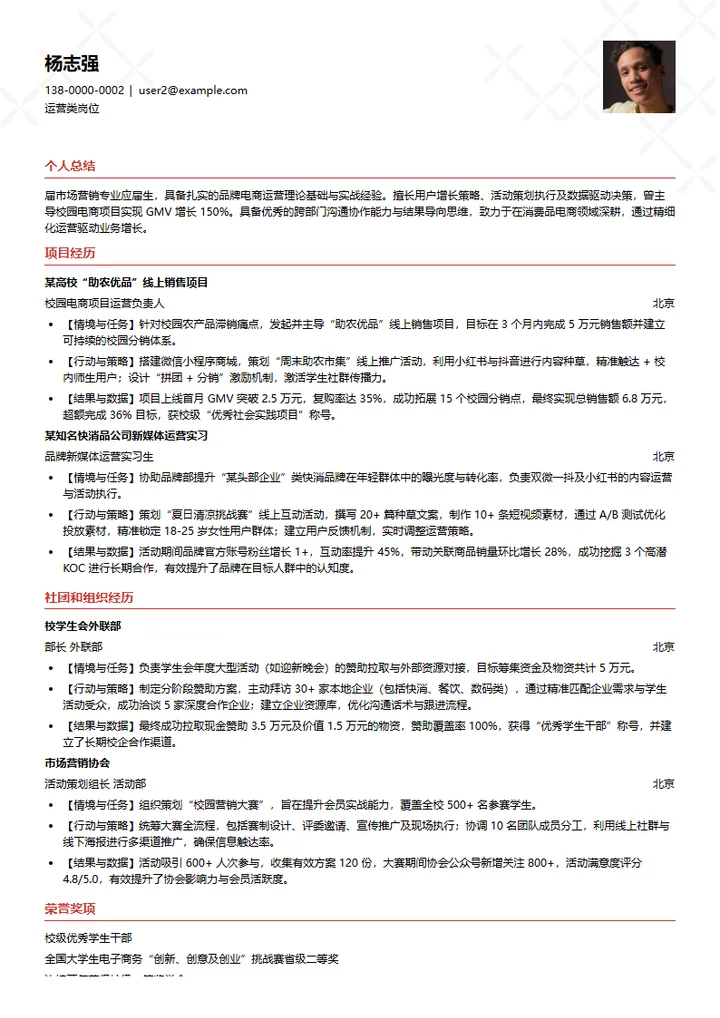 杨志强
138-0000-0002 | user2@example.com
运营类岗位
个人总结
届市场营销专业应届生，具备扎实的品牌电商运营理论基础与实战经验。擅长用户增长策略、活动策划执行及数据驱动决策，曾主
导校园电商项目实现 GMV 增长 150%。具备优秀的跨部门沟通协作能力与结果导向思维，致力于在消费品电商领域深耕，通过精细
化运营驱动业务增长。
项目经历
某高校“助农优品”线上销售项目
校园电商项目运营负责人 北京
• 【情境与任务】针对校园农产品滞销痛点，发起并主导“助农优品”线上销售项目，目标在 3 个月内完成 5 万元销售额并建立
可持续的校园分销体系。
• 【行动与策略】搭建微信小程序商城，策划“周末助农市集”线上推广活动，利用小红书与抖音进行内容种草，精准触达 + 校
内师生用户；设计“拼团 + 分销”激励机制，激活学生社群传播力。
• 【结果与数据】项目上线首月 GMV 突破 2.5 万元，复购率达 35%，成功拓展 15 个校园分销点，最终实现总销售额 6.8 万元，
超额完成 36% 目标，获校级“优秀社会实践项目”称号。
某知名快消品公司新媒体运营实习
品牌新媒体运营实习生 北京
• 【情境与任务】协助品牌部提升“某头部企业”类快消品牌在年轻群体中的曝光度与转化率，负责双微一抖及小红书的内容运营
与活动执行。
• 【行动与策略】策划“夏日清凉挑战赛”线上互动活动，撰写 20+ 篇种草文案，制作 10+ 条短视频素材，通过 A/B 测试优化
投放素材，精准锁定 18-25 岁女性用户群体；建立用户反馈机制，实时调整运营策略。
• 【结果与数据】活动期间品牌官方账号粉丝增长 1+，互动率提升 45%，带动关联商品销量环比增长 28%，成功挖掘 3 个高潜
KOC 进行长期合作，有效提升了品牌在目标人群中的认知度。
社团和组织经历
校学生会外联部
部长 外联部 北京
• 【情境与任务】负责学生会年度大型活动（如迎新晚会）的赞助拉取与外部资源对接，目标筹集资金及物资共计 5 万元。
• 【行动与策略】制定分阶段赞助方案，主动拜访 30+ 家本地企业（包括快消、餐饮、数码类），通过精准匹配企业需求与学生
活动受众，成功洽谈 5 家深度合作企业；建立企业资源库，优化沟通话术与跟进流程。
• 【结果与数据】最终成功拉取现金赞助 3.5 万元及价值 1.5 万元的物资，赞助覆盖率 100%，获得“优秀学生干部”称号，并建
立了长期校企合作渠道。
市场营销协会
活动策划组长 活动部 北京
• 【情境与任务】组织策划“校园营销大赛”，旨在提升会员实战能力，覆盖全校 500+ 名参赛学生。
• 【行动与策略】统筹大赛全流程，包括赛制设计、评委邀请、宣传推广及现场执行；协调 10 名团队成员分工，利用线上社群与
线下海报进行多渠道推广，确保信息触达率。
• 【结果与数据】活动吸引 600+ 人次参与，收集有效方案 120 份，大赛期间协会公众号新增关注 800+，活动满意度评分
4.8/5.0，有效提升了协会影响力与会员活跃度。
荣誉奖项
校级优秀学生干部
全国大学生电子商务“创新、创意及创业”挑战赛省级二等奖